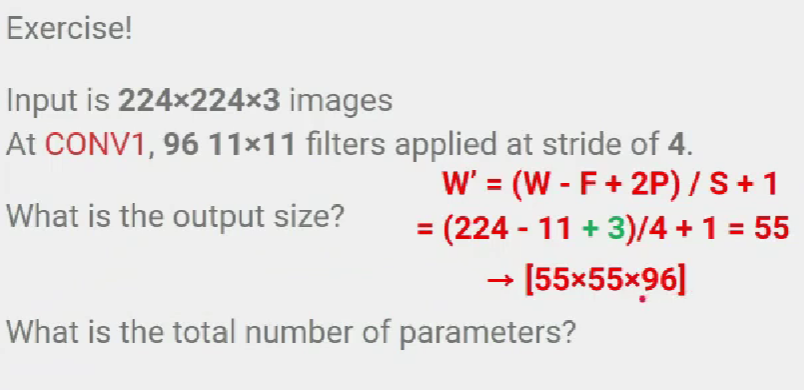 Exercise!
Input is 224×224×3 images
At CONV1, 96 11×11 filters applied at stride of 4.
W' = (W - F + 2P) / S + 1
What is the output size?
= (224 - 11 + 3)/4 + 1 = 55
→ [55×55×96]
What is the total number of parameters?